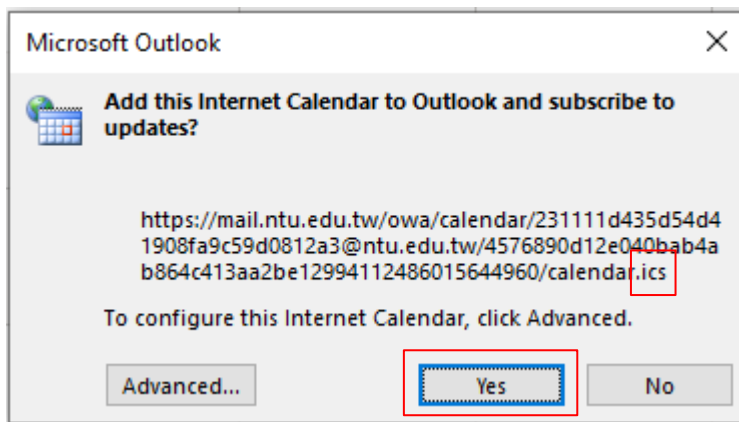 Microsoft Outlook
Add this Internet Calendar to Outlook and subscribe to
updates?
https://mail.ntu.edu.tw/owa/calendar/231111d435d54d4
1908fa9c59d0812a3@ntu.edu.tw/4576890d12e040bab4a
b864c413aa2be12994112486015644960/calendar.ics
To configure this Internet Calendar, click Advanced.
Advanced... Yes No